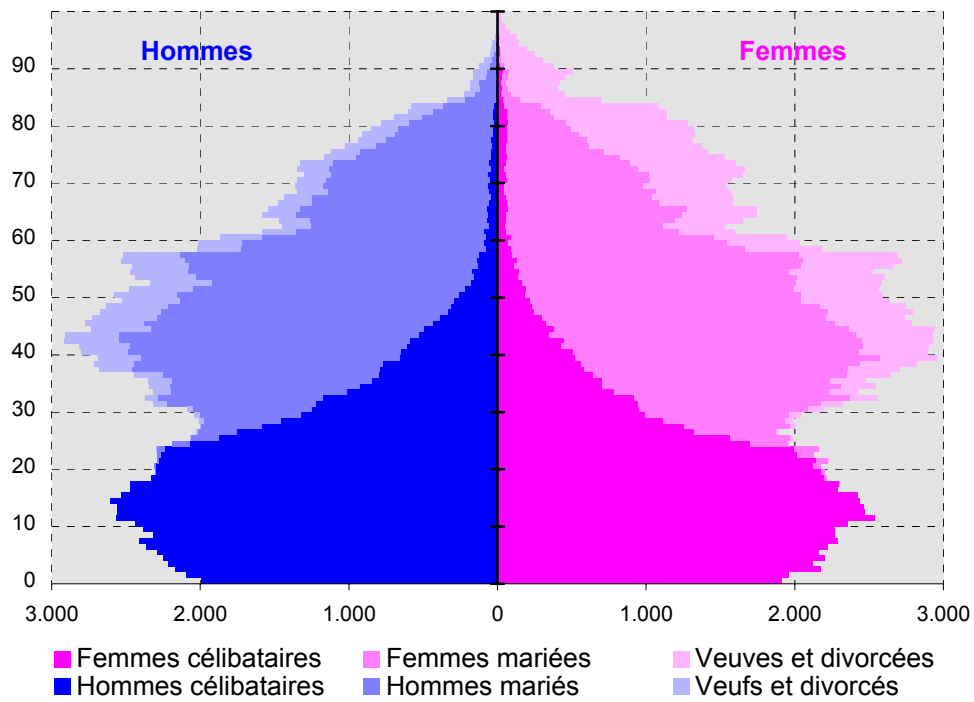 Hommes Femmes
90
80
70
60
50
40
30
20
10
0
3.000 2.000 1.000 0 1.000 2.000 3.000
Femmes célibataires Femmes mariées Veuves et divorcées
Hommes célibataires Hommes mariés Veufs et divorcés